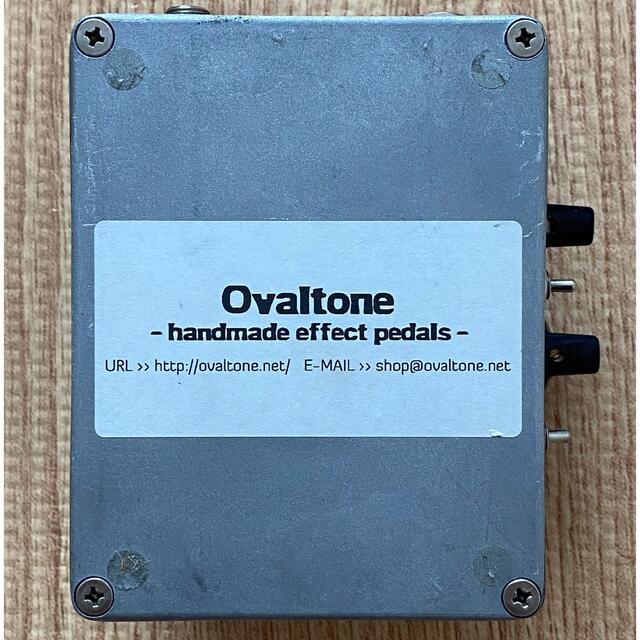 Ovaltone
- handmade effect pedals -
URL >> http://ovaltone.net/ E-MAIL >> shop@ovaltone.net